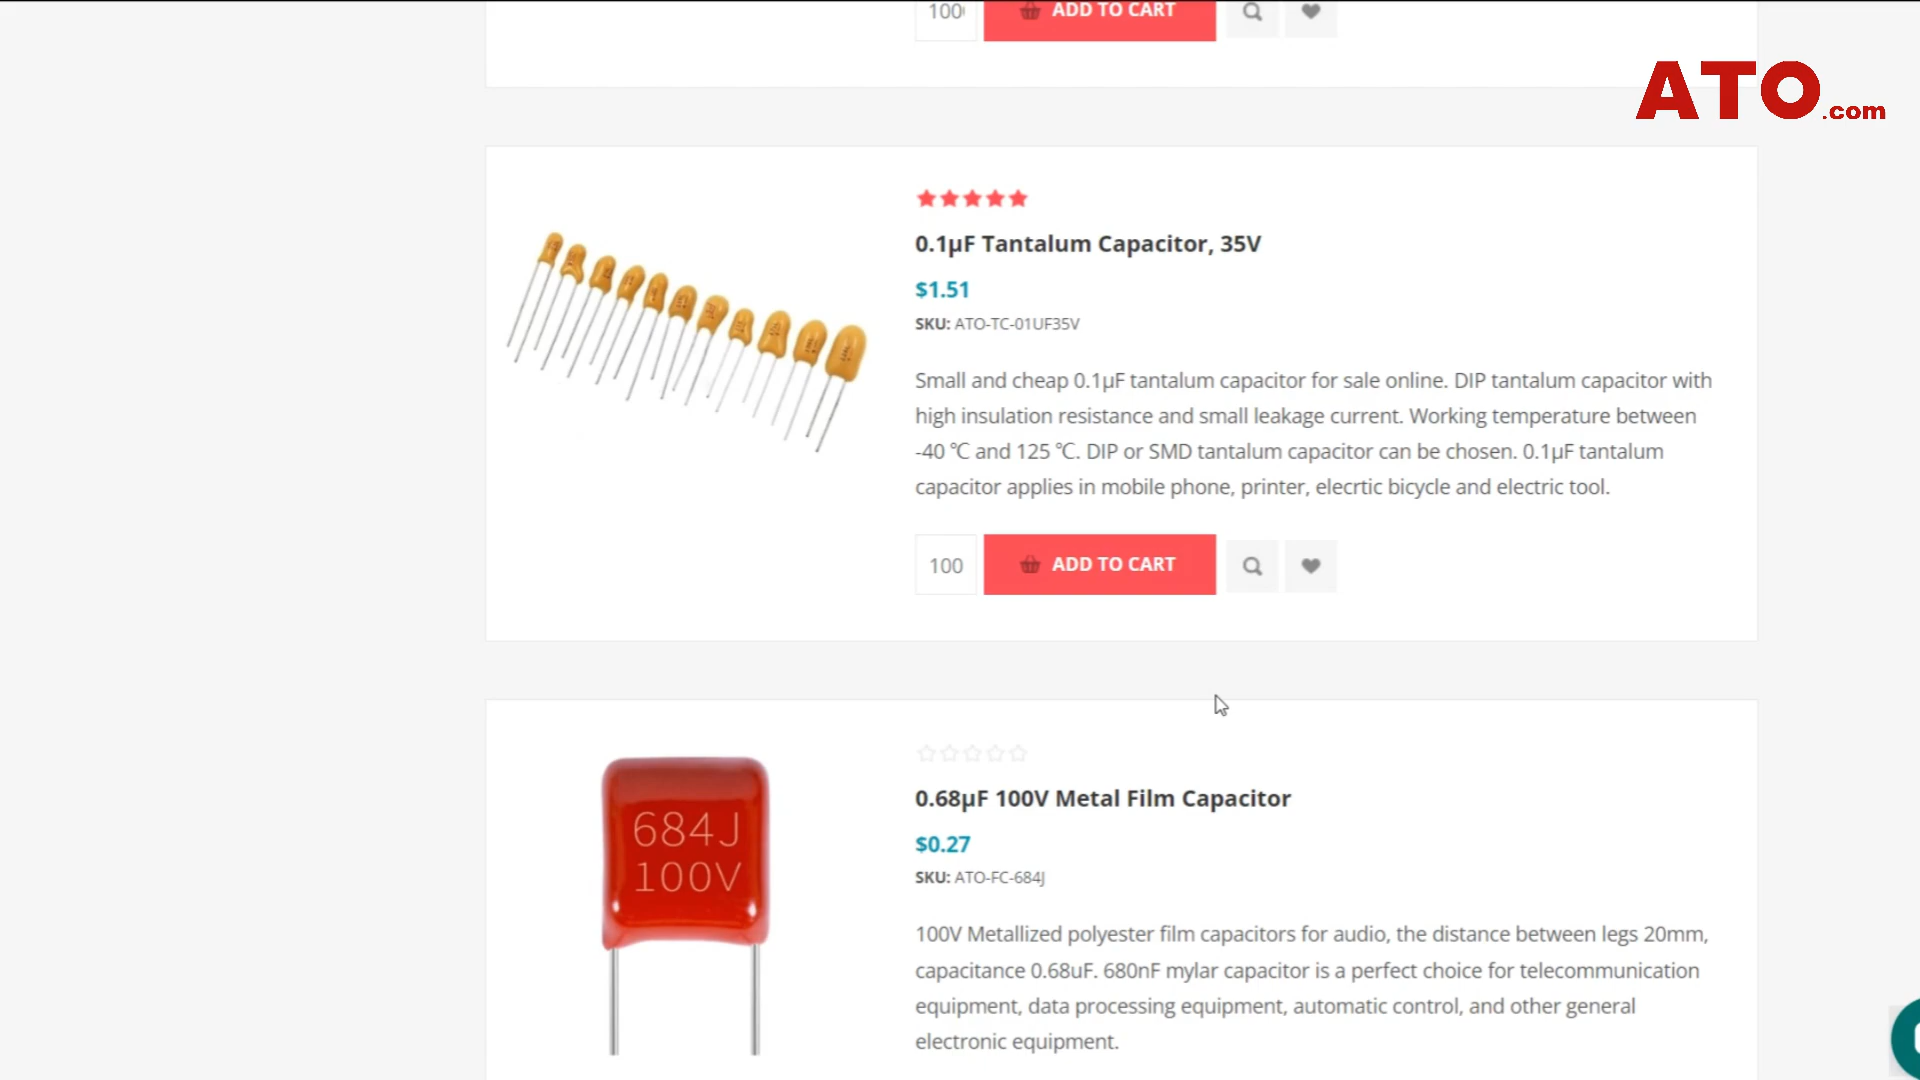 100
ADD TO CART
ATO.com
0.1µF Tantalum Capacitor, 35V
$1.51
SKU: ATO-TC-01UF35V
Small and cheap 0.1µF tantalum capacitor for sale online. DIP tantalum capacitor with
high insulation resistance and small leakage current. Working temperature between
-40 ℃ and 125 ℃. DIP or SMD tantalum capacitor can be chosen. 0.1µF tantalum
capacitor applies in mobile phone, printer, elecrtic bicycle and electric tool.
100
ADD TO CART
684J
100V
0.68µF 100V Metal Film Capacitor
$0.27
SKU: ATO-FC-684J
100V Metallized polyester film capacitors for audio, the distance between legs 20mm,
capacitance 0.68uF. 680nF mylar capacitor is a perfect choice for telecommunication
equipment, data processing equipment, automatic control, and other general
electronic equipment.